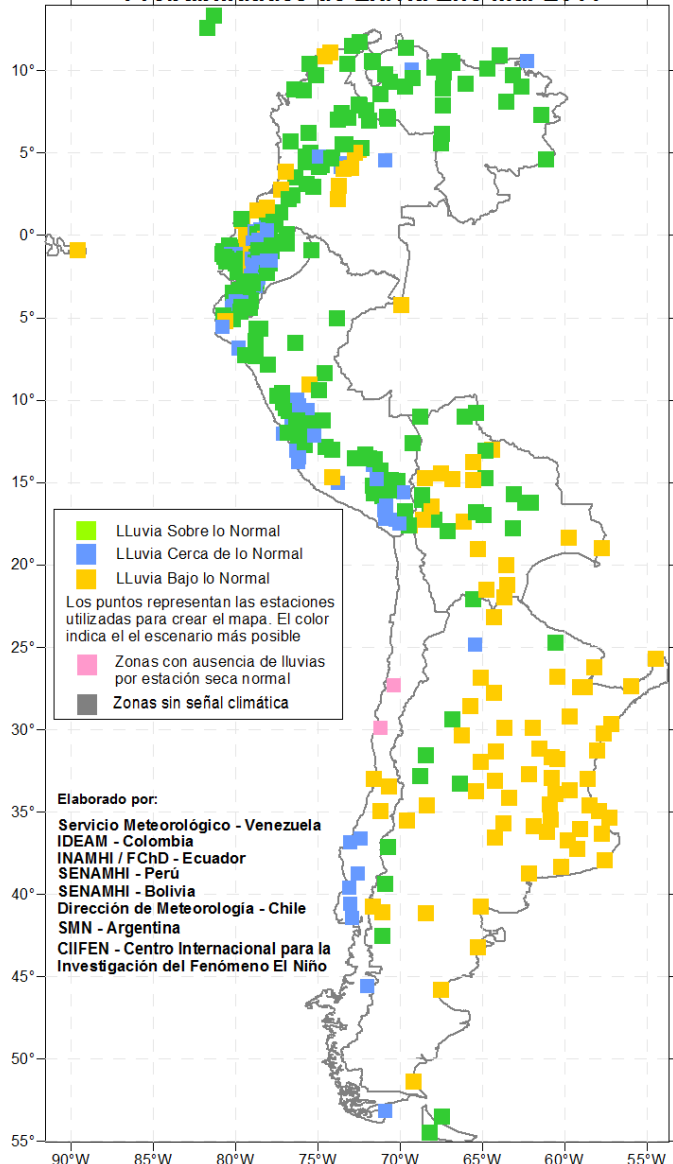 10°
5°
0°
5°
10°
15°
LLuvia Sobre lo Normal
LLuvia Cerca de lo Normal
LLuvia Bajo lo Normal
Los puntos representan las estaciones
utilizadas para crear el mapa. El color
indica el el escenario más posible
Zonas con ausencia de lluvias
por estación seca normal
Zonas sin señal climática
20°
25°
30°
Elaborado por:
Servicio Meteorológico - Venezuela
IDEAM - Colombia
INAMHI / FChD - Ecuador
SENAMHI - Perú
SENAMHI - Bolivia
Dirección de Meteorología - Chile
SMN - Argentina
CIIFEN - Centro Internacional para la
Investigación del Fenómeno El Niño
35°
40°
45°
50°
55°
90°W 85°W 80°W 75°W 70°W 65°W 60°W 55°W